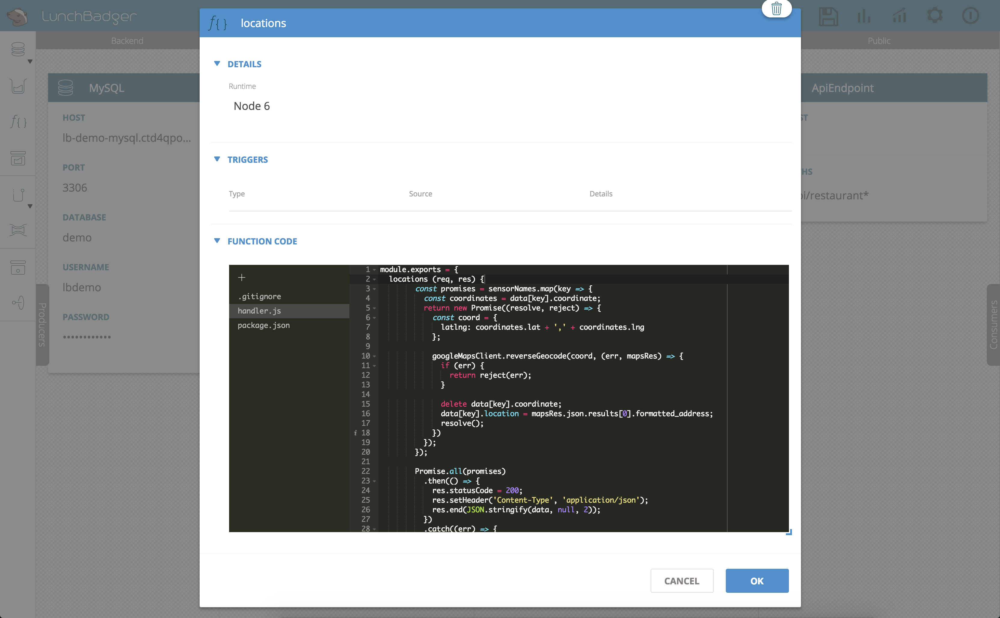 LunchBadger
Backend
Public
Producers
Consumers
MySQL
HOST
lb-demo-mysql.ctd4qpo...
PORT
3306
DATABASE
demo
USERNAME
lbdemo
PASSWORD
••••••••••••
ApiEndpoint
ST
THS
pi/restaurant*
f{ } locations
DETAILS
Runtime
Node 6
TRIGGERS
Type Source Details
FUNCTION CODE
+
.gitignore
handler.js
package.json
1 module.exports = {
2   locations (req, res) {
3         const promises = sensorNames.map(key => {
4           const coordinates = data[key].coordinate;
5           return new Promise((resolve, reject) => {
6             const coord = {
7               latlng: coordinates.lat + ',' + coordinates.lng
8             };
9
10             googleMapsClient.reverseGeocode(coord, (err, mapsRes) => {
11               if (err) {
12                 return reject(err);
13               }
14
15               delete data[key].coordinate;
16               data[key].location = mapsRes.json.results[0].formatted_address;
17               resolve();
i 18             })
19           });
20         });
21
22         Promise.all(promises)
23           .then(() => {
24             res.statusCode = 200;
25             res.setHeader('Content-Type', 'application/json');
26             res.end(JSON.stringify(data, null, 2));
27           })
28           .catch((err) => {
CANCEL
OK